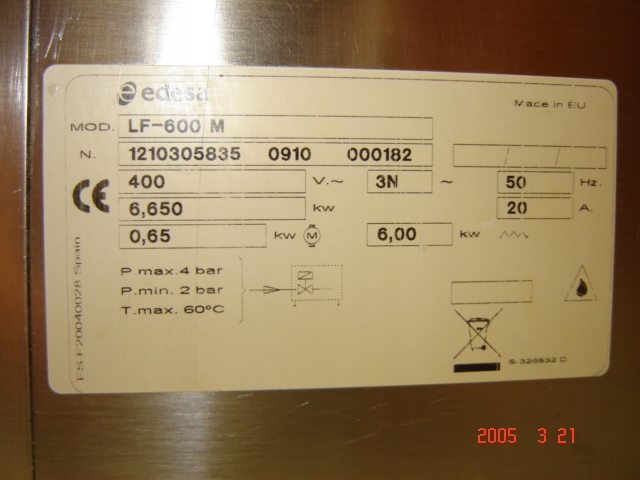 edesa
Made in EU
MOD. LF-600 M
N. 1210305835 0910 000182
CE
400 V.~ 3N ~ 50 Hz.
6,650 kw 20 A.
0,65 kw M 6,00 kw
P.max.4 bar
P.min. 2 bar
T.max. 60ºC
ES.F20040028 Spain
S-326532 C
2005 3 21